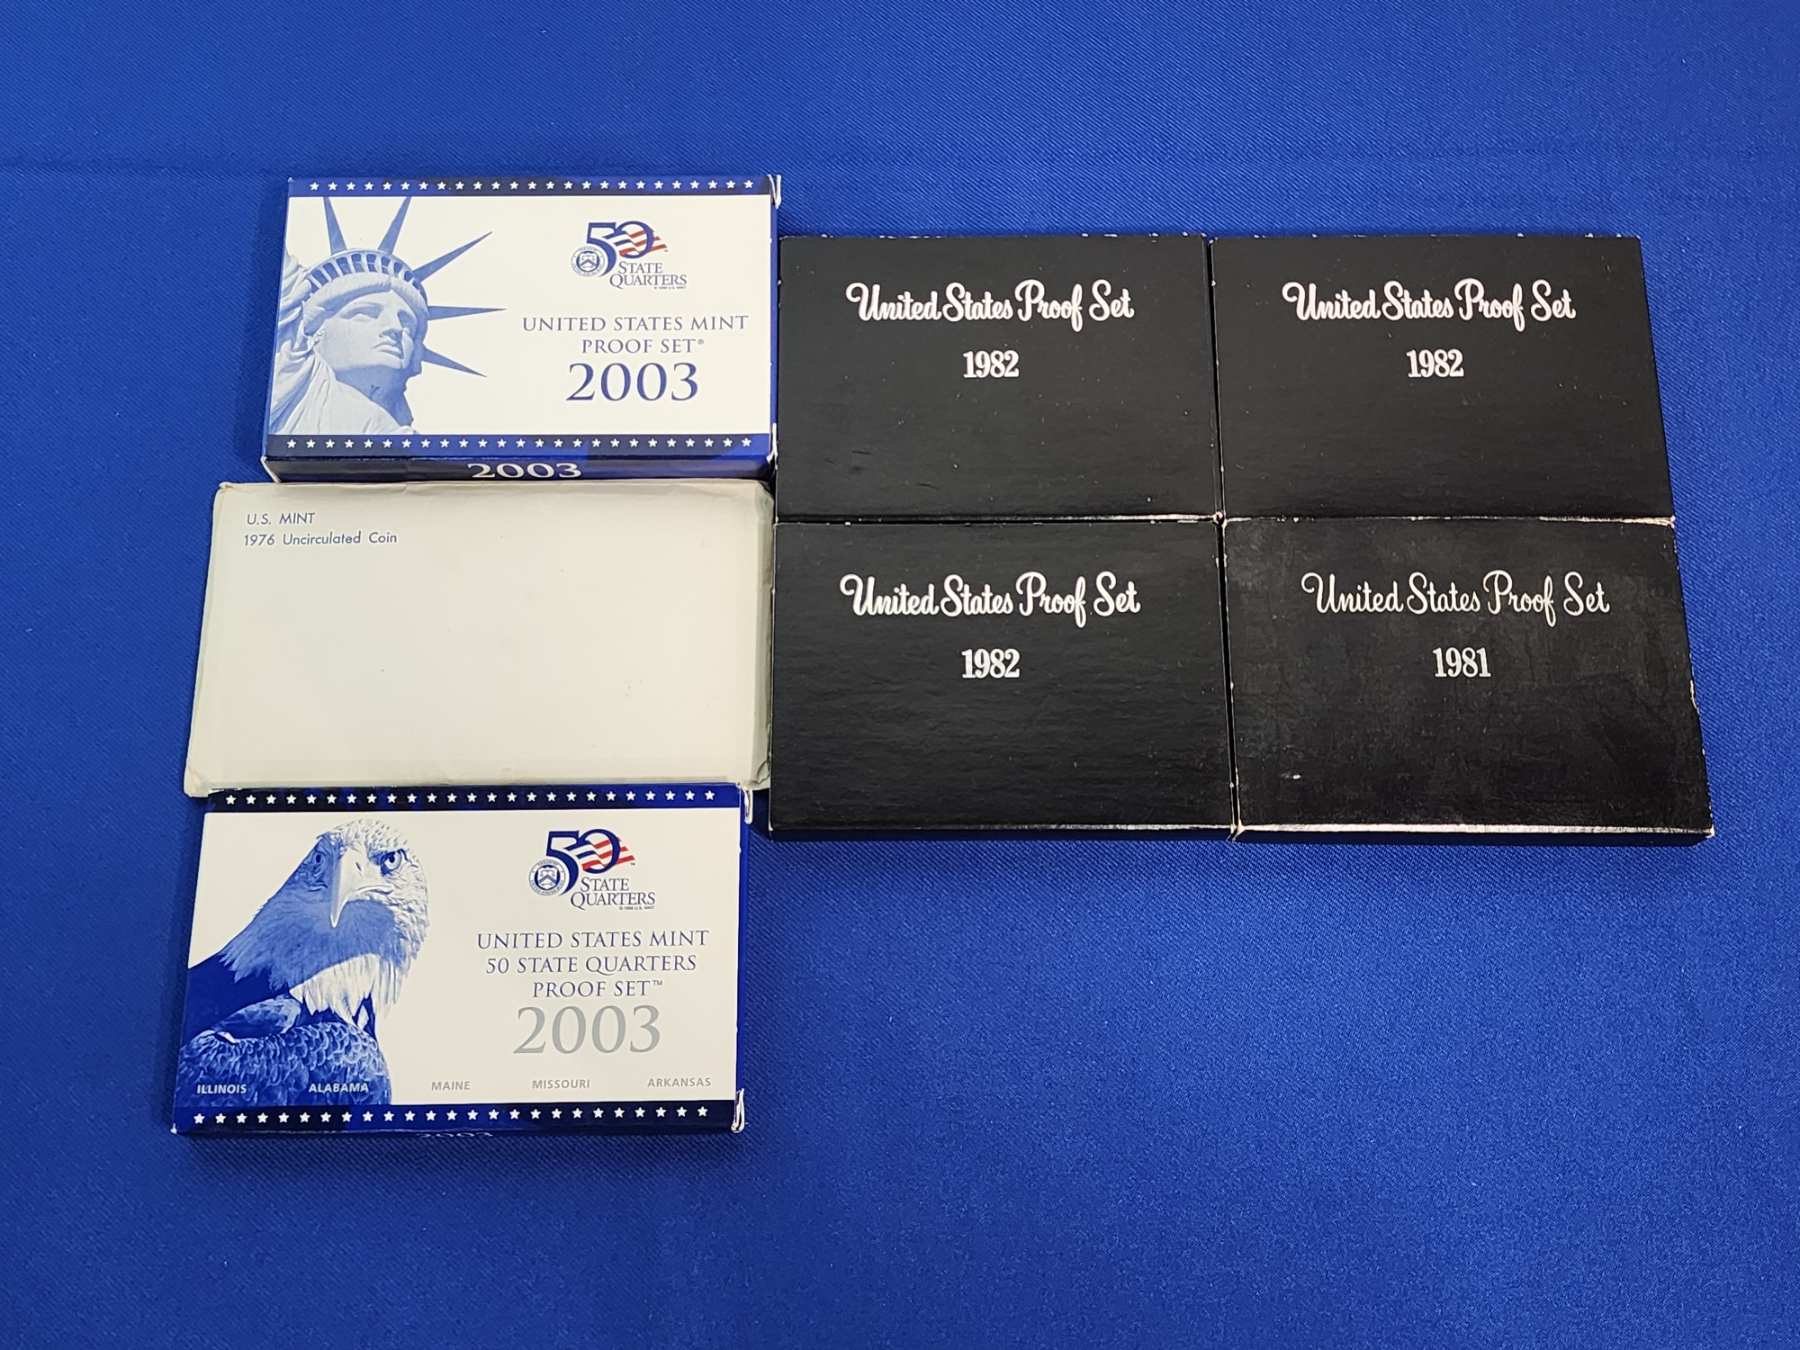 50
STATE
QUARTERS
UNITED STATES MINT
PROOF SET®
2003
2003
U.S. MINT
1976 Uncirculated Coin
50
STATE
QUARTERS
UNITED STATES MINT
50 STATE QUARTERS
PROOF SET™
2003
ILLINOIS ALABAMA MAINE MISSOURI ARKANSAS
2003
United States Proof Set
1982
United States Proof Set
1982
United States Proof Set
1982
United States Proof Set
1981